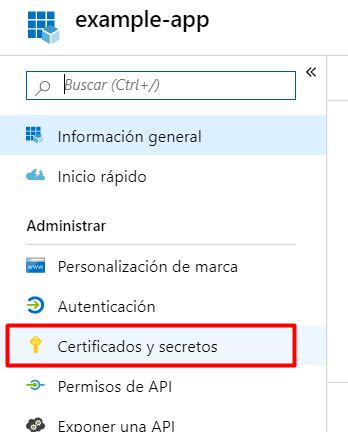 example-app
Buscar (Ctrl+/)
«
Información general
Inicio rápido
Administrar
www
Personalización de marca
Autenticación
Certificados y secretos
Permisos de API
Exponer una API